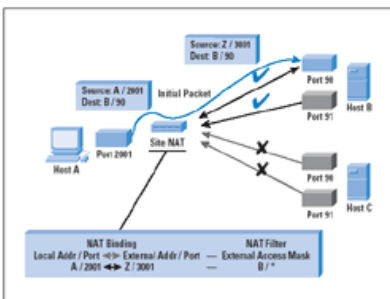 Source: Z / 3001
Dest: B / 90
Source: A / 2001
Dest: B / 90
Initial Packet
Port 90
Port 91
Host B
Port 2001
Site NAT
Host A
Port 90
Port 91
Host C
NAT Binding
NAT Filter
Local Addr / Port External Addr / Port — External Access Mask
A / 2001 Z / 3001 — B / *